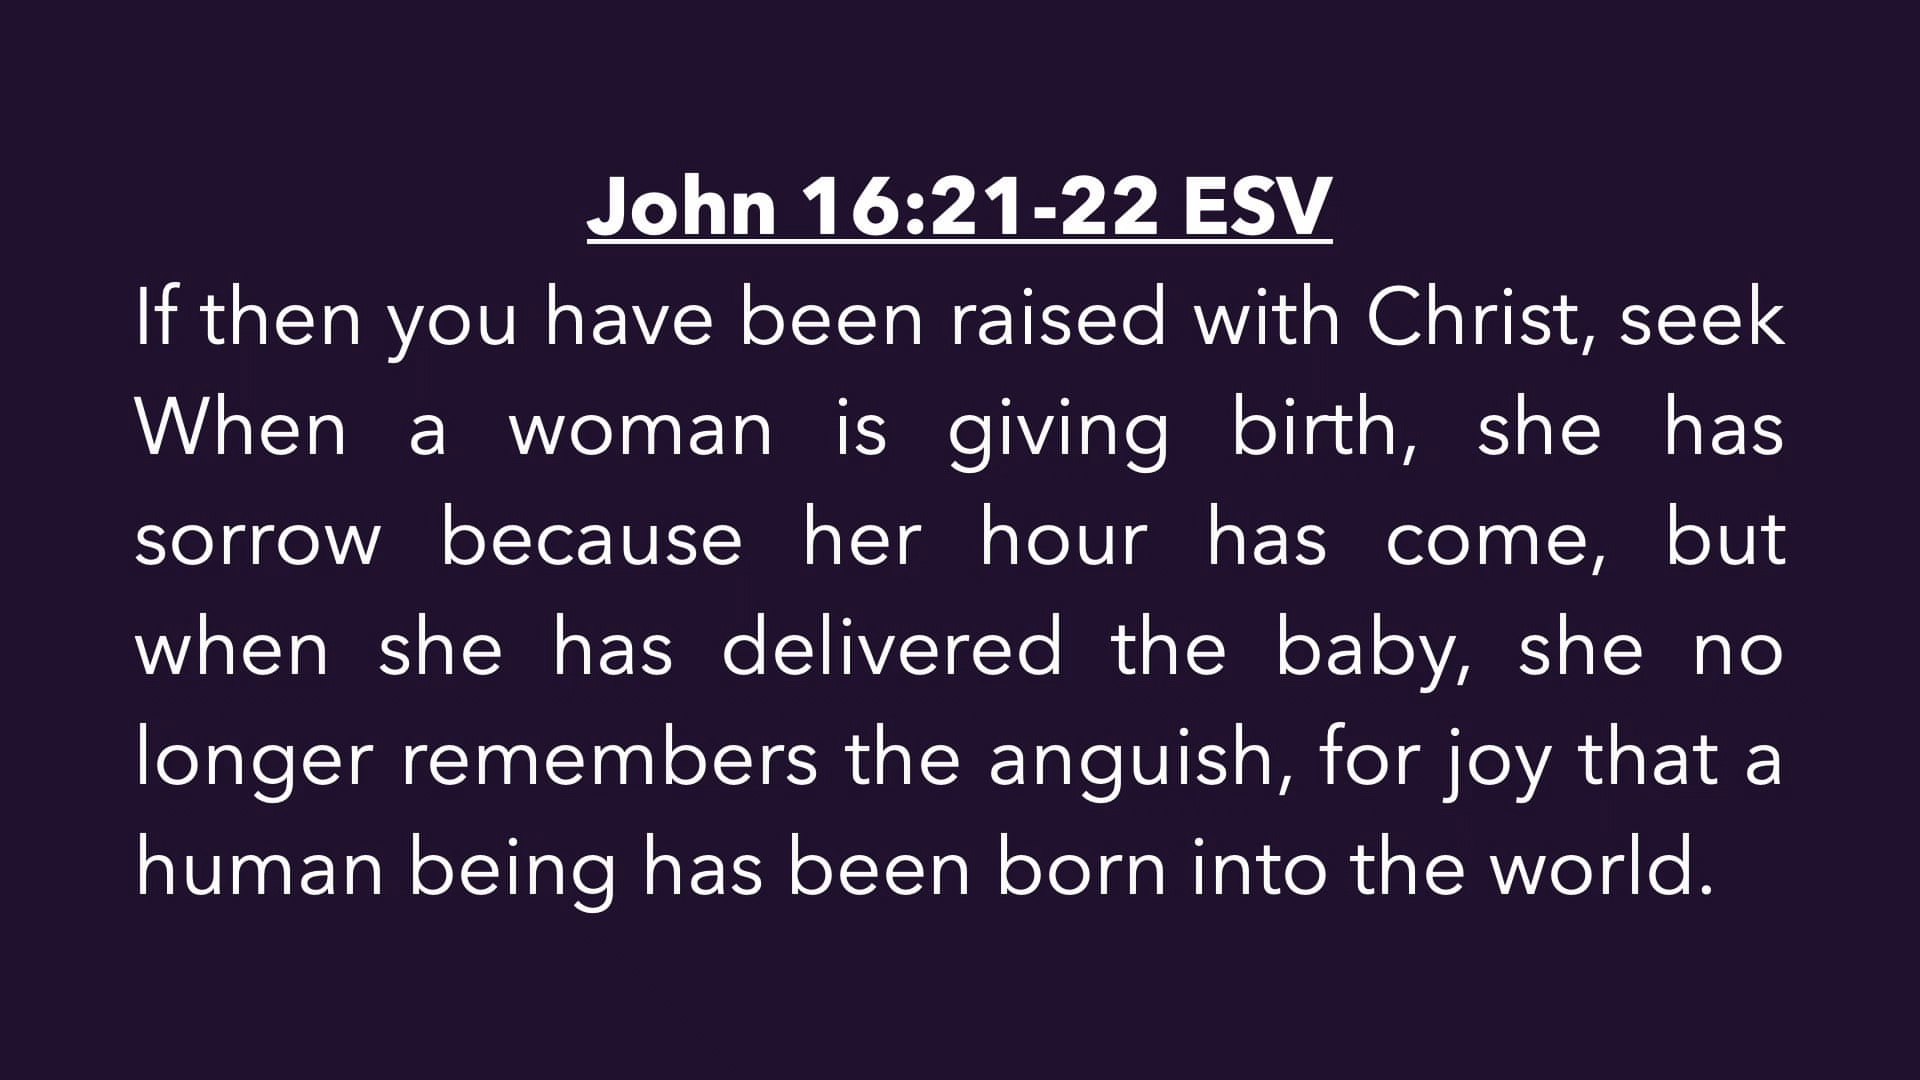 John 16:21-22 ESV
If then you have been raised with Christ, seek
When a woman is giving birth, she has
sorrow because her hour has come, but
when she has delivered the baby, she no
longer remembers the anguish, for joy that a
human being has been born into the world.